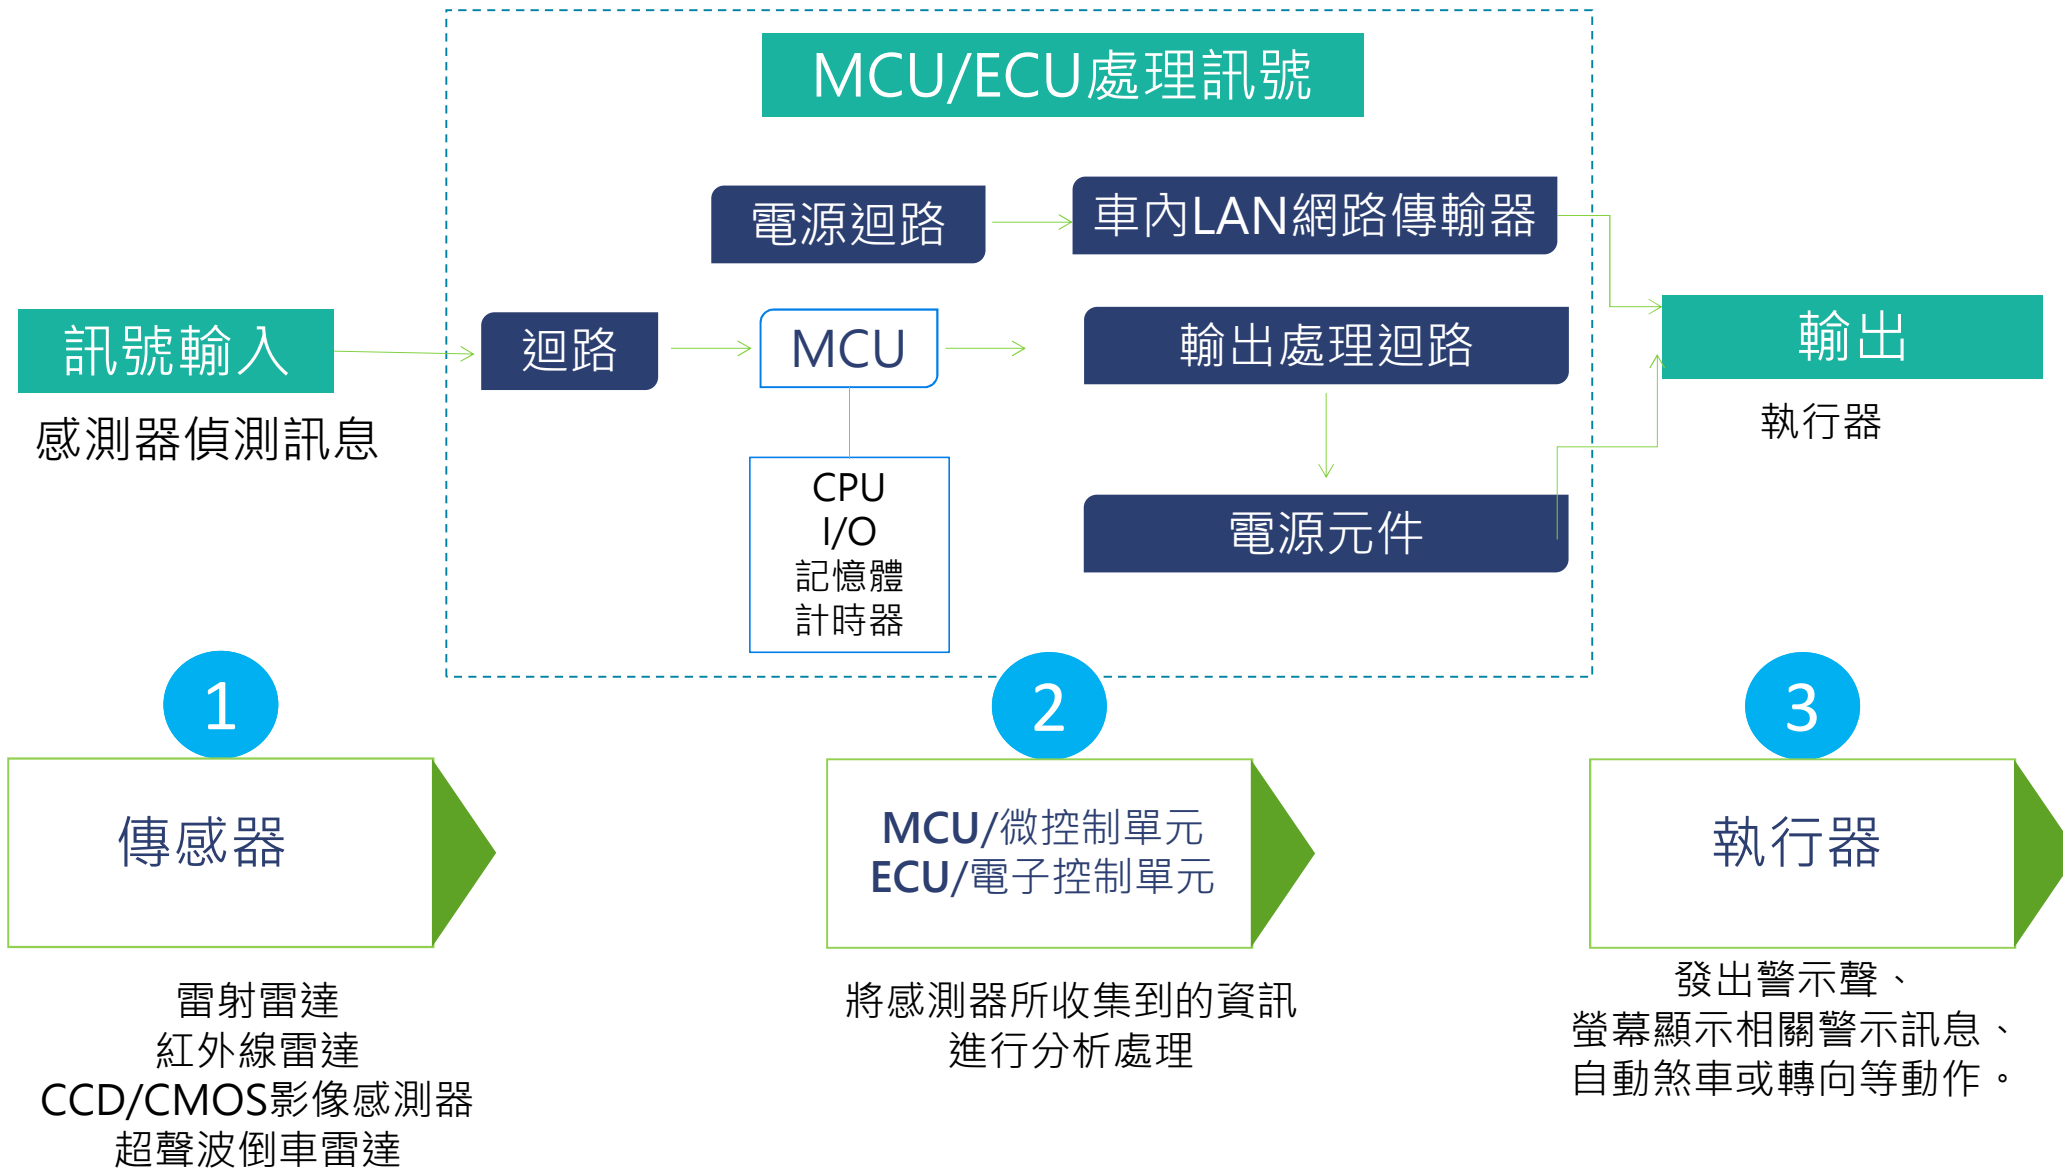 MCU/ECU處理訊號
電源迴路
車內LAN網路傳輸器
訊號輸入
迴路
MCU
輸出處理迴路
輸出
感測器偵測訊息
執行器
CPU
I/O
記憶體
計時器
電源元件
1
2
3
傳感器
MCU/微控制單元
ECU/電子控制單元
執行器
雷射雷達
紅外線雷達
CCD/CMOS影像感測器
超聲波倒車雷達
將感測器所收集到的資訊
進行分析處理
發出警示聲、
螢幕顯示相關警示訊息、
自動煞車或轉向等動作。